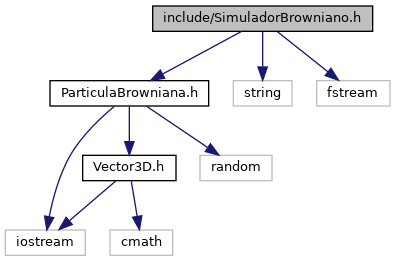 include/SimuladorBrowniano.h
ParticulaBrowniana.h
string
fstream
Vector3D.h
random
iostream
cmath